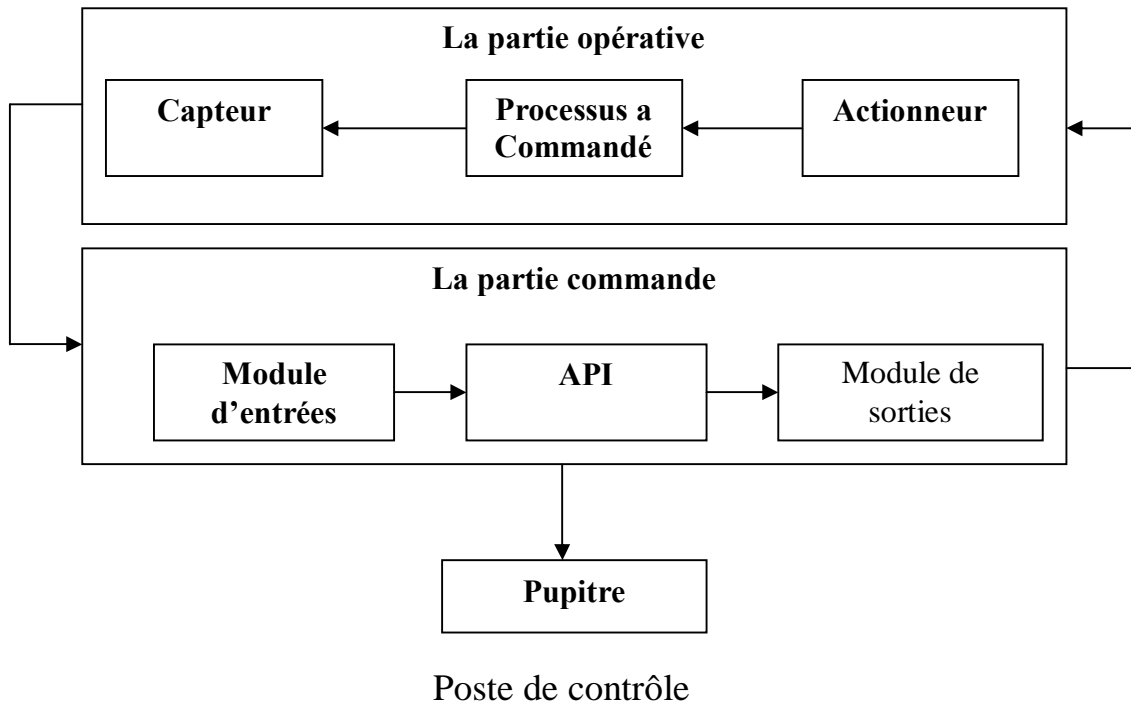 La partie opérative
Capteur
Processus a
Commandé
Actionneur
La partie commande
Module
d’entrées
API
Module de
sorties
Pupitre
Poste de contrôle